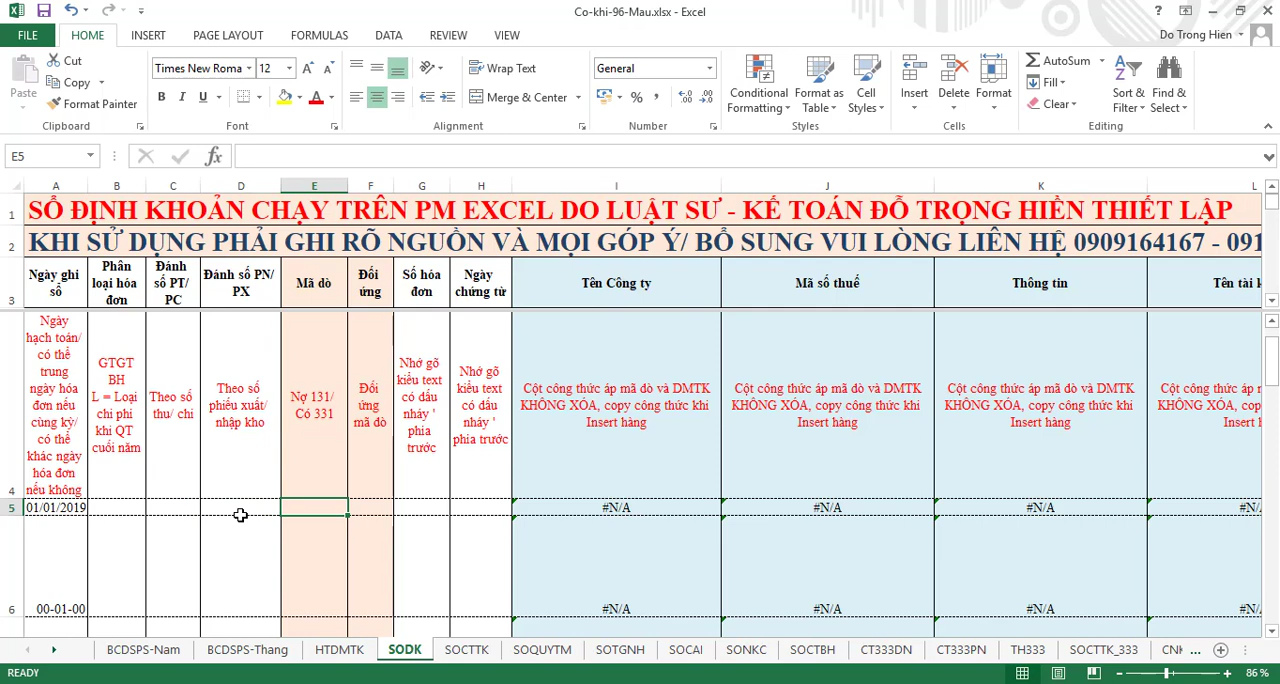 Co-khi-96-Mau.xlsx - Excel
FILE HOME INSERT PAGE LAYOUT FORMULAS DATA REVIEW VIEW
Do Trong Hien
Paste
Cut
Copy
Format Painter
Clipboard
Times New Roma 12
B I U
Font
Wrap Text
Merge & Center
Alignment
General
Number
Conditional Formatting
Format as Table
Cell Styles
Styles
Insert
Delete
Format
Cells
AutoSum
Fill
Clear
Sort & Filter
Find & Select
Editing
E5
fx
A B C D E F G H I J K L
1 SỔ ĐỊNH KHOẢN CHẠY TRÊN PM EXCEL DO LUẬT SƯ - KẾ TOÁN ĐỖ TRỌNG HIỀN THIẾT LẬP
2 KHI SỬ DỤNG PHẢI GHI RÕ NGUỒN VÀ MỌI GÓP Ý/ BỔ SUNG VUI LÒNG LIÊN HỆ 0909164167 - 091
3
Ngày ghi
sổ
Phân
loại hóa
đơn
Đánh
số PT/
PC
Đánh số PN/
PX
Mã dò
Đối
ứng
Số hóa
đơn
Ngày
chứng từ
Tên Công ty
Mã số thuế
Thông tin
Tên tài k
4
Ngày
hạch toán/
có thể
trung
ngày hóa
đơn nếu
cùng kỳ/
có thể
khác ngày
hóa đơn
nếu không
GTGT
BH
L = Loại
chi phí
khi QT
cuối năm
Theo số
thu/ chi
Theo số
phiếu xuất/
nhập kho
Nợ 131/
Có 331
Đối
ứng
mã dò
Nhớ gõ
kiểu text
có dấu
nháy '
phia
trước
Nhớ gõ
kiểu text
có dấu
nháy '
phía trước
Cột công thức áp mã dò và DMTK
KHÔNG XÓA, copy công thức khi
Insert hàng
Cột công thức áp mã dò và DMTK
KHÔNG XÓA, copy công thức khi
Insert hàng
Cột công thức áp mã dò và DMTK
KHÔNG XÓA, copy công thức khi
Insert hàng
Cột công thức áp m
KHÔNG XÓA, cop
Insert h
5 01/01/2019 #N/A #N/A #N/A #N/
6 00-01-00 #N/A #N/A #N/A #N/
BCDSPS-Nam BCDSPS-Thang HTDMTK SODK SOCTTK SOQUYTM SOTGNH SOCAI SONKC SOCTBH CT333DN CT333PN TH333 SOCTTK_333 CNK ...
READY
86 %